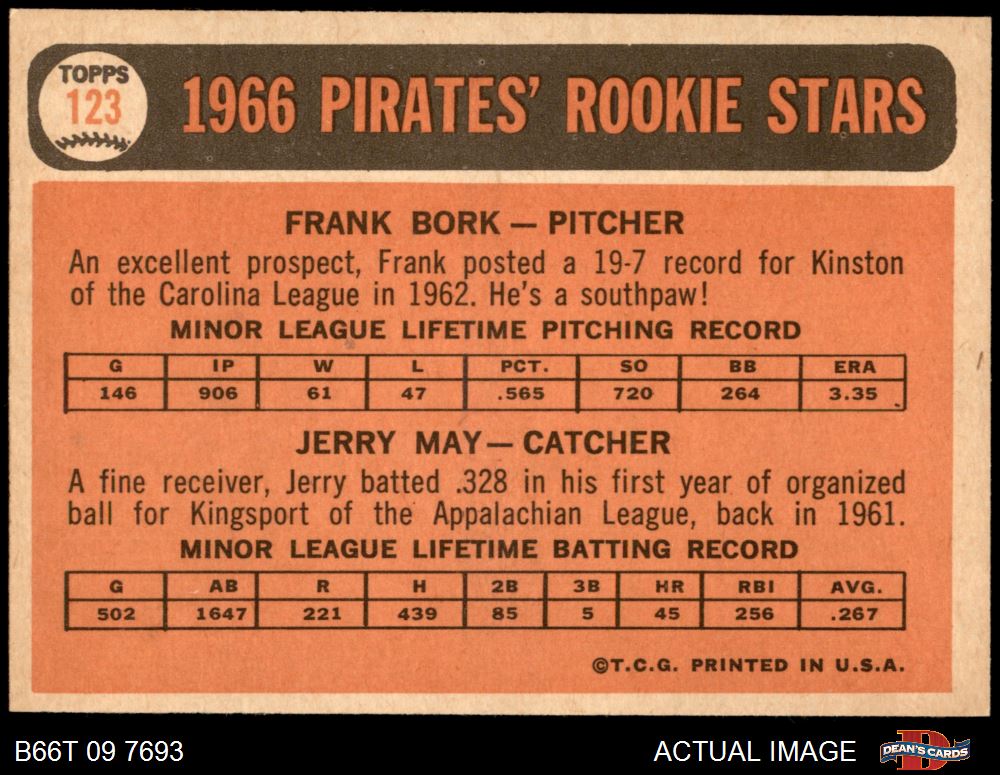 TOPPS
123
1966 PIRATES' ROOKIE STARS
FRANK BORK — PITCHER
An excellent prospect, Frank posted a 19-7 record for Kinston
of the Carolina League in 1962. He's a southpaw!
MINOR LEAGUE LIFETIME PITCHING RECORD
G IP W L PCT. SO BB ERA
146 906 61 47 .565 720 264 3.35
JERRY MAY — CATCHER
A fine receiver, Jerry batted .328 in his first year of organized
ball for Kingsport of the Appalachian League, back in 1961.
MINOR LEAGUE LIFETIME BATTING RECORD
G AB R H 2B 3B HR RBI AVG.
502 1647 221 439 85 5 45 256 .267
©T.C.G. PRINTED IN U.S.A.
B66T 09 7693 ACTUAL IMAGE DEAN'S CARDS